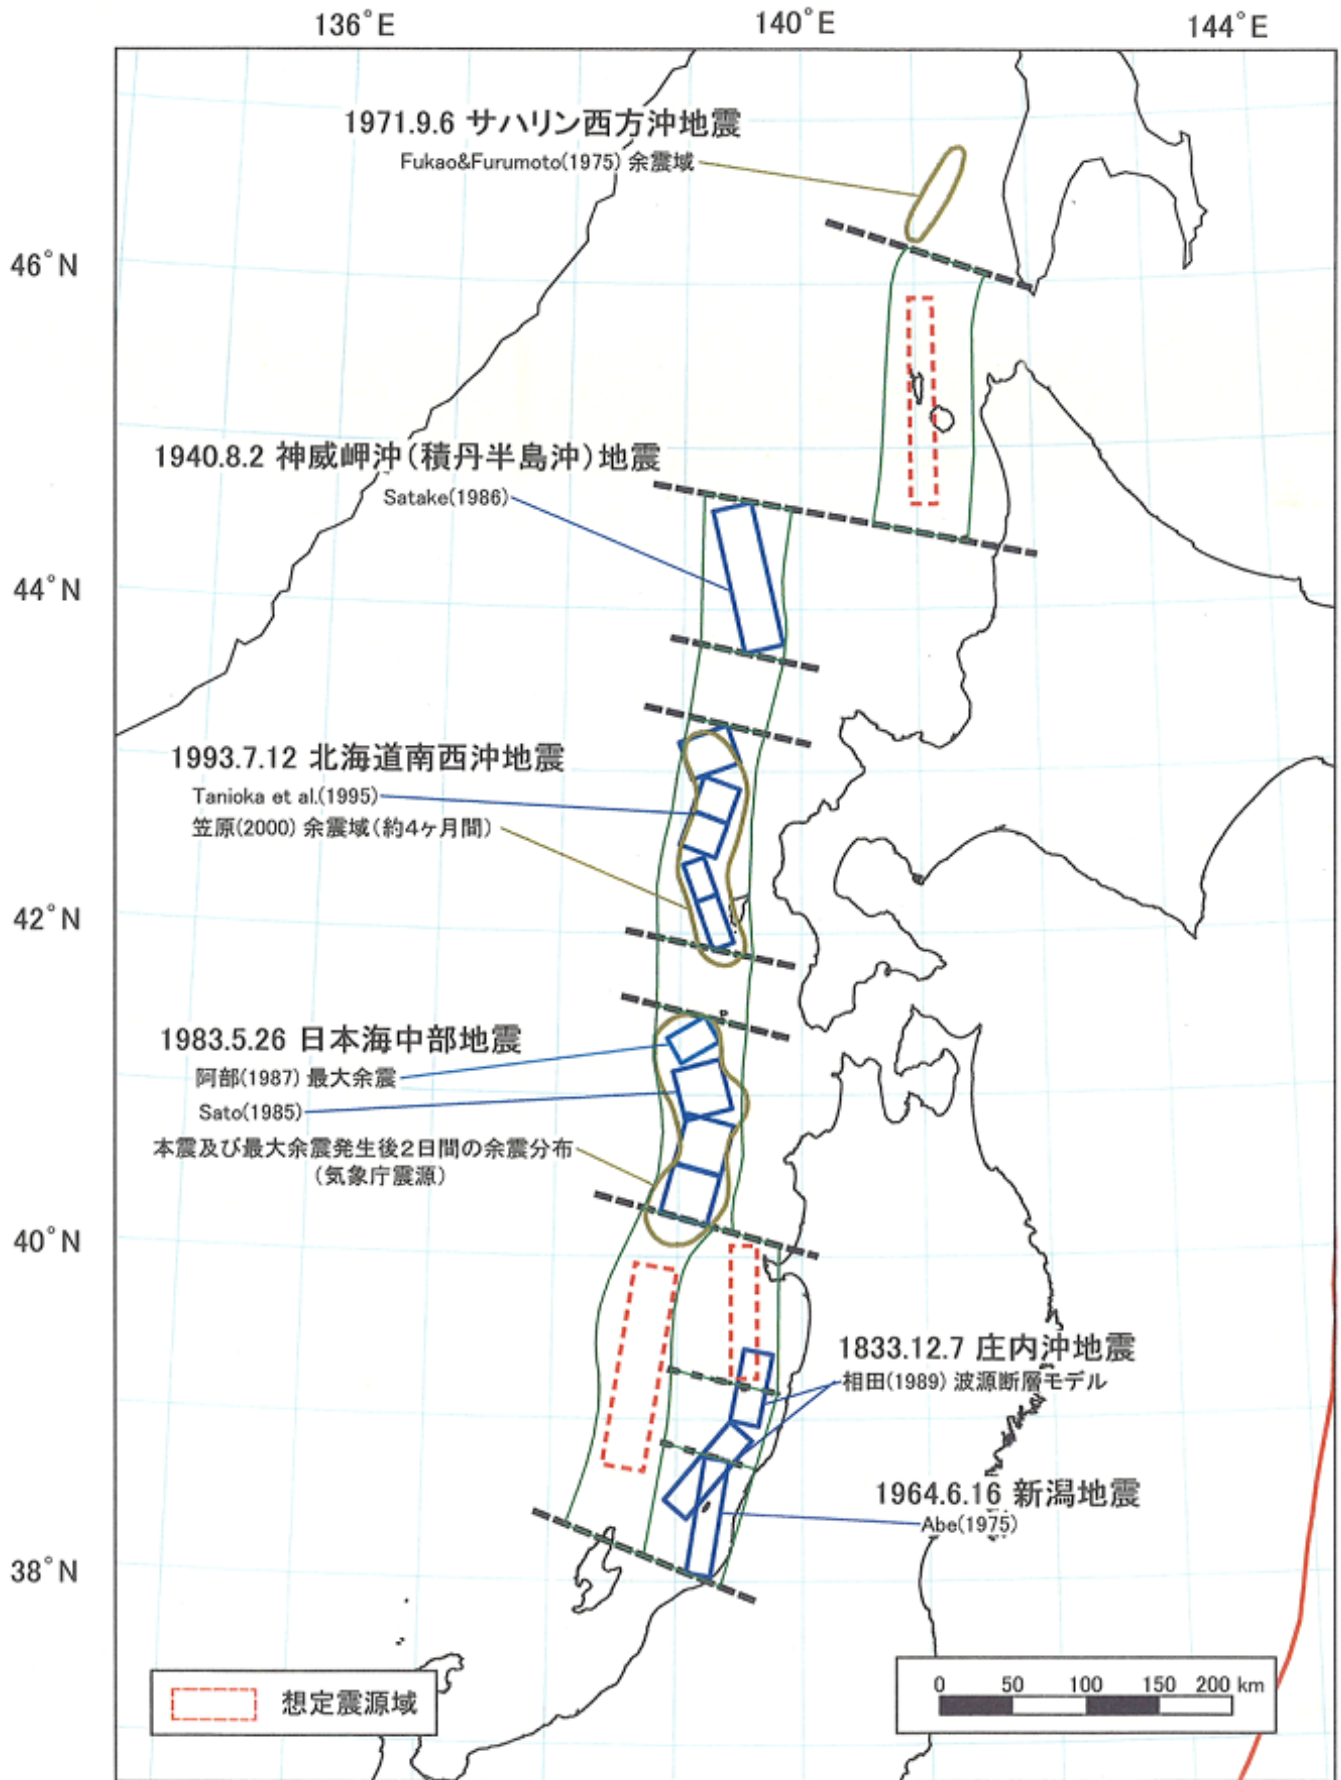 136°E 140°E 144°E
1971.9.6 サハリン西方沖地震
Fukao&Furumoto(1975) 余震域
46°N
1940.8.2 神威岬沖(積丹半島沖)地震
Satake(1986)
44°N
1993.7.12 北海道南西沖地震
Tanioka et al.(1995)
笠原(2000) 余震域(約4ヶ月間)
42°N
1983.5.26 日本海中部地震
阿部(1987) 最大余震
Sato(1985)
本震及び最大余震発生後2日間の余震分布
(気象庁震源)
40°N
1833.12.7 庄内沖地震
相田(1989) 波源断層モデル
1964.6.16 新潟地震
Abe(1975)
38°N
想定震源域
0 50 100 150 200 km